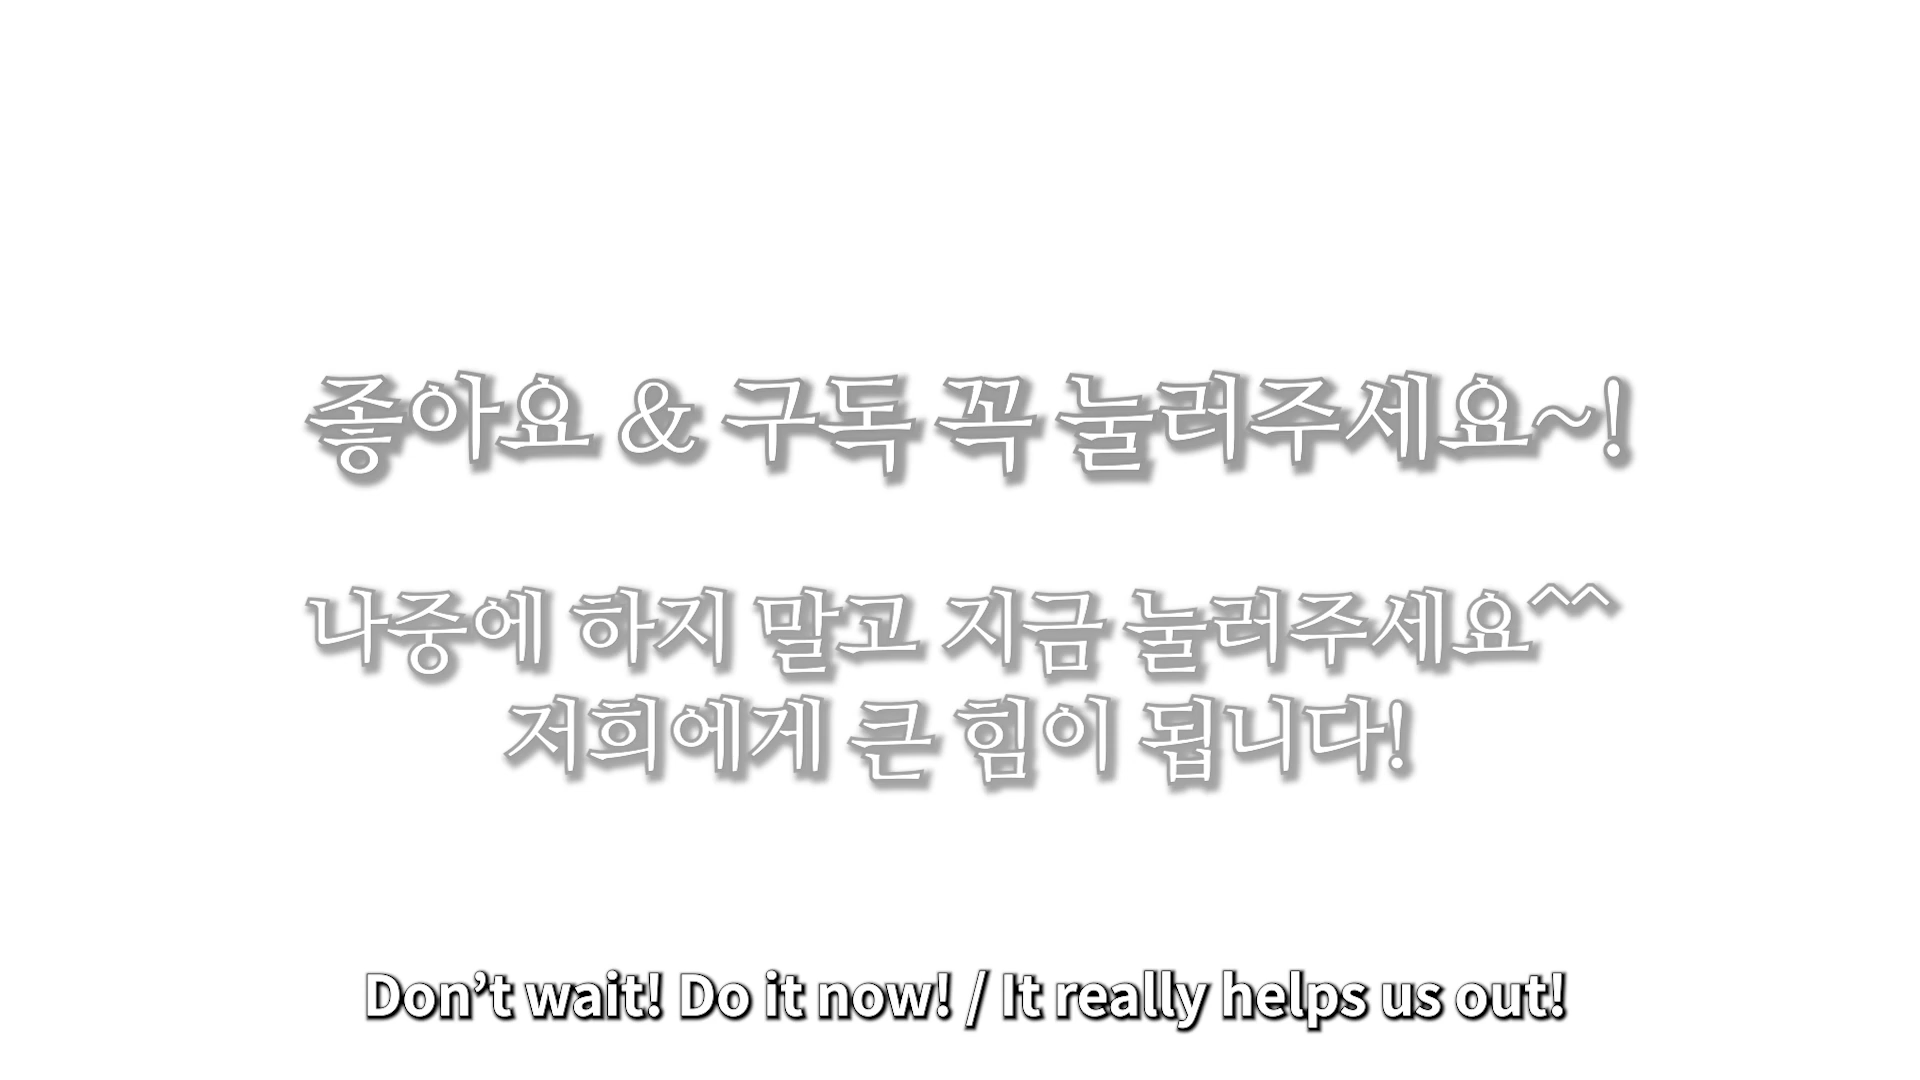 좋아요 & 구독 꼭 눌러주세요~!
나중에 하지 말고 지금 눌러주세요^^
저희에게 큰 힘이 됩니다!
Don’t wait! Do it now! / It really helps us out!